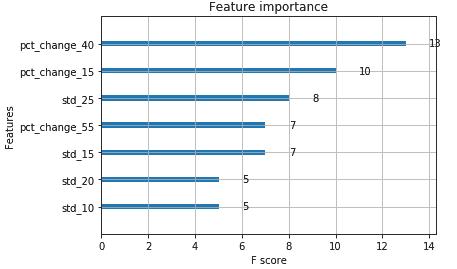 Feature importance
pct_change_40 13
pct_change_15 10
std_25 8
pct_change_55 7
std_15 7
std_20 5
std_10 5
Features
0 2 4 6 8 10 12 14
F score